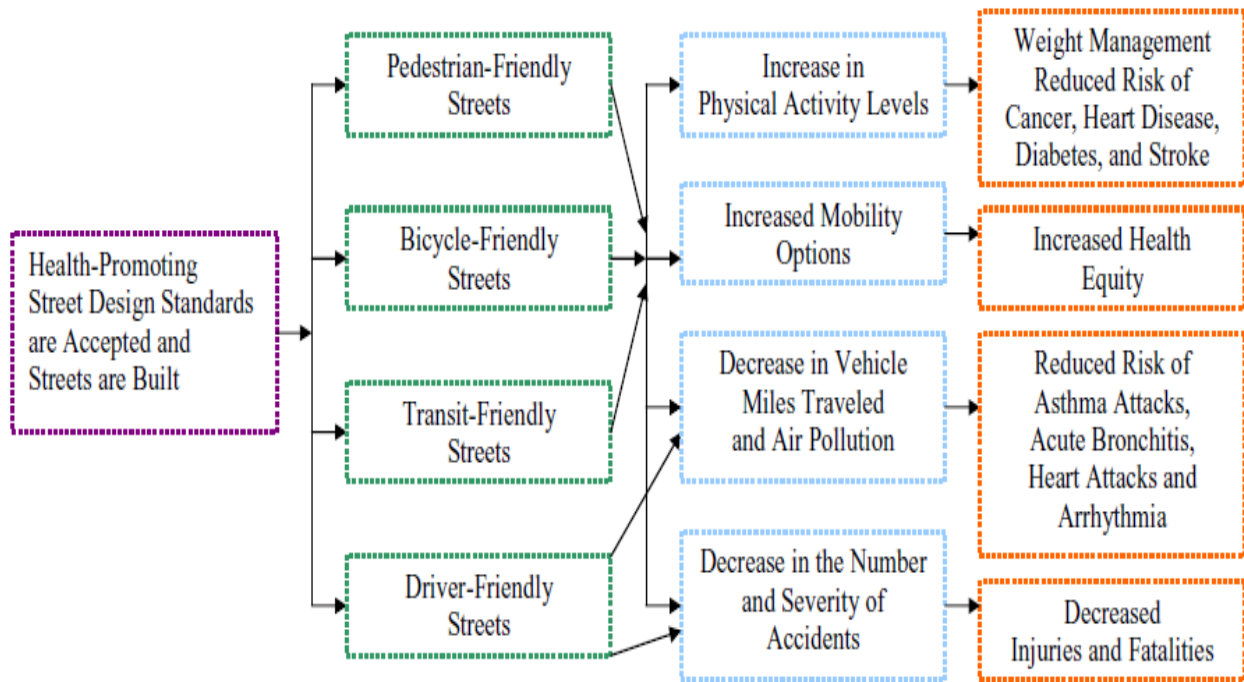 Health-Promoting
Street Design Standards
are Accepted and
Streets are Built
Pedestrian-Friendly
Streets
Bicycle-Friendly
Streets
Transit-Friendly
Streets
Driver-Friendly
Streets
Increase in
Physical Activity Levels
Increased Mobility
Options
Decrease in Vehicle
Miles Traveled
and Air Pollution
Decrease in the Number
and Severity of
Accidents
Weight Management
Reduced Risk of
Cancer, Heart Disease,
Diabetes, and Stroke
Increased Health
Equity
Reduced Risk of
Asthma Attacks,
Acute Bronchitis,
Heart Attacks and
Arrhythmia
Decreased
Injuries and Fatalities